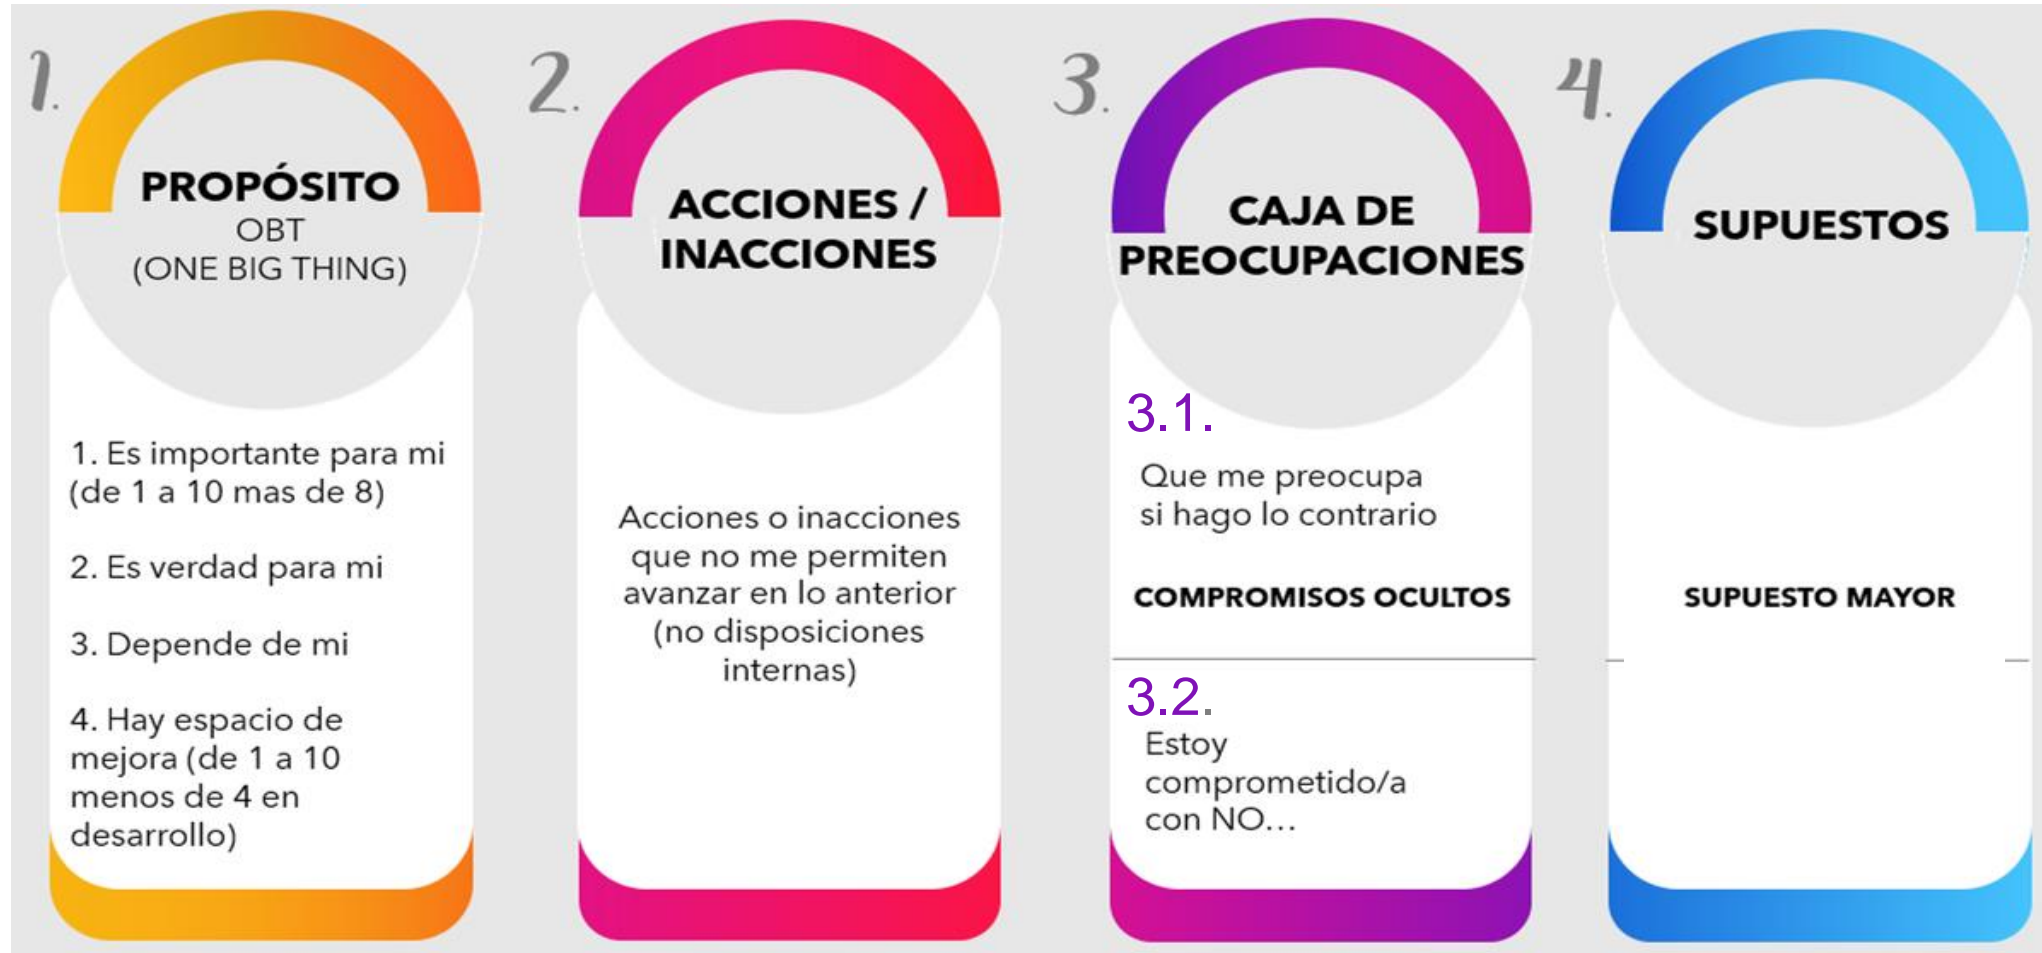 1.
PROPÓSITO
OBT
(ONE BIG THING)
1. Es importante para mi
(de 1 a 10 mas de 8)
2. Es verdad para mi
3. Depende de mi
4. Hay espacio de
mejora (de 1 a 10
menos de 4 en
desarrollo)
2.
ACCIONES /
INACCIONES
Acciones o inacciones
que no me permiten
avanzar en lo anterior
(no disposiciones
internas)
3.
CAJA DE
PREOCUPACIONES
3.1.
Que me preocupa
si hago lo contrario
COMPROMISOS OCULTOS
3.2.
Estoy
comprometido/a
con NO...
4.
SUPUESTOS
SUPUESTO MAYOR